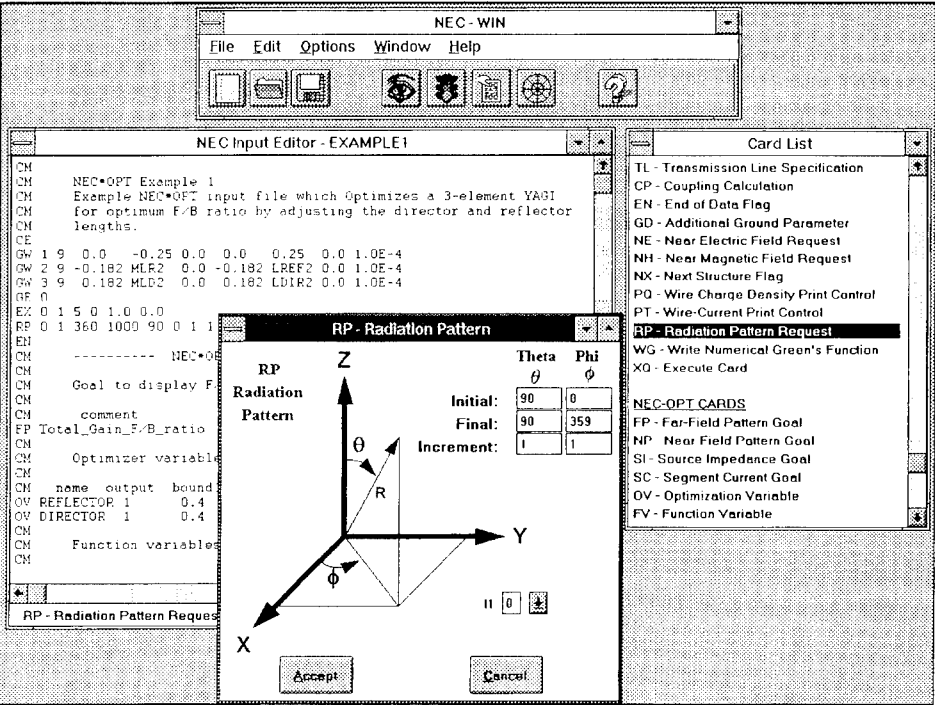 NEC - WIN
File Edit Options Window Help
NEC Input Editor - EXAMPLE1
CM
CM NEC•OPT Example 1
CM Example NEC•OPT input file which Optimizes a 3-element YAGI
CM for optimum F/B ratio by adjusting the director and reflector
CM lengths.
CE
GW 1 9 0.0 -0.25 0.0 0.0 0.25 0.0 1.0E-4
GW 2 9 -0.182 MLR2 0.0 -0.182 LREF2 0.0 1.0E-4
GW 3 9 0.182 MLD2 0.0 0.182 LDIR2 0.0 1.0E-4
GE 0
EX 0 1 5 0 1.0 0.0
RP 0 1 360 1000 90 0 1 1
EN
CM ---------- NEC•OP
CM
CM Goal to display F
CM
CM comment
FP Total_Gain_F/B_ratio
CM
CM Optimizer variable
CM
CM name output bound
OV REFLECTOR 1 0.4
OV DIRECTOR 1 0.4
CM
CM Function variables
CM
RP - Radiation Pattern Reques
Card List
TL - Transmission Line Specification
CP - Coupling Calculation
EN - End of Data Flag
GD - Additional Ground Parameter
NE - Near Electric Field Request
NH - Near Magnetic Field Request
NX - Next Structure Flag
PQ - Wire Charge Density Print Control
PT - Wire-Current Print Control
RP - Radiation Pattern Request
WG - Write Numerical Green's Function
XQ - Execute Card
NEC-OPT CARDS
FP - Far-Field Pattern Goal
NP - Near Field Pattern Goal
SI - Source Impedance Goal
SC - Segment Current Goal
OV - Optimization Variable
FV - Function Variable
RP - Radiation Pattern
RP
Radiation
Pattern
Z
θ
R
Y
ϕ
X
Theta Phi
θ ϕ
Initial: 90 0
Final: 90 359
Increment: 1 1
I1 0
Accept Cancel